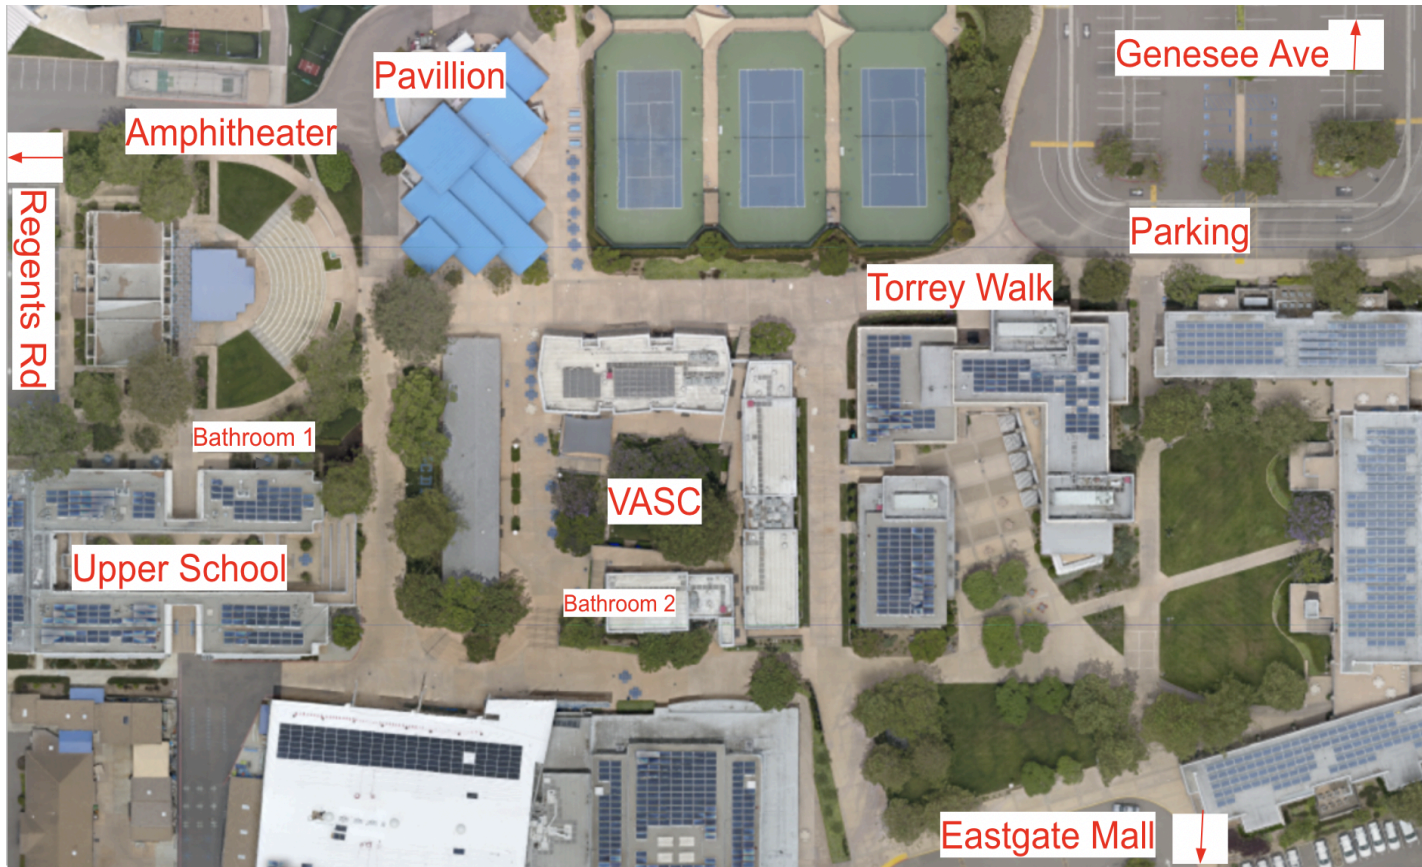 Genesee Ave
Pavillion
Amphitheater
Regents Rd
Parking
Torrey Walk
Bathroom 1
VASC
Upper School
Bathroom 2
Eastgate Mall